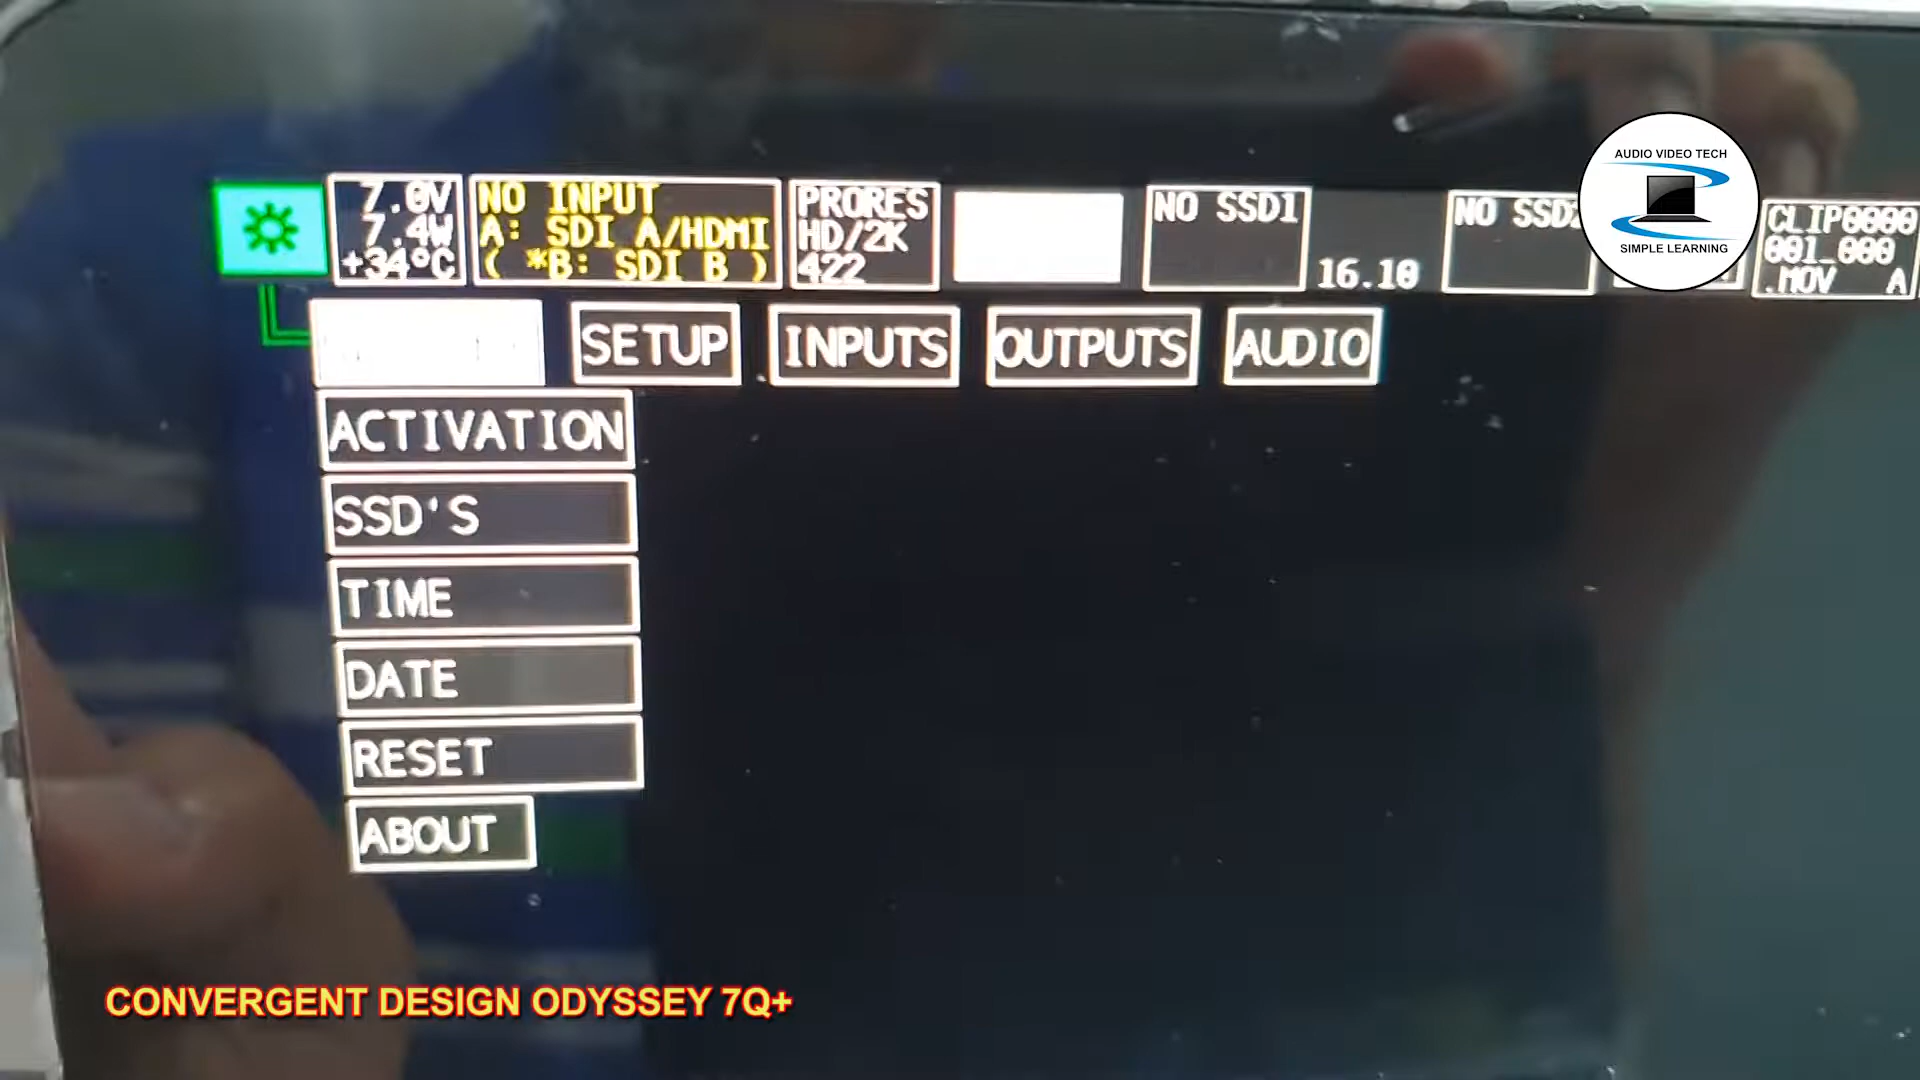 AUDIO VIDEO TECH
SIMPLE LEARNING
7.0V
7.4W
+34°C
NO INPUT
A: SDI A/HDMI
( *B: SDI B )
PRORES
HD/2K
422
NO SSD1
16.10
NO SSD2
CLIP0000
001_000
.MOV A
SETUP
INPUTS
OUTPUTS
AUDIO
ACTIVATION
SSD'S
TIME
DATE
RESET
ABOUT
CONVERGENT DESIGN ODYSSEY 7Q+